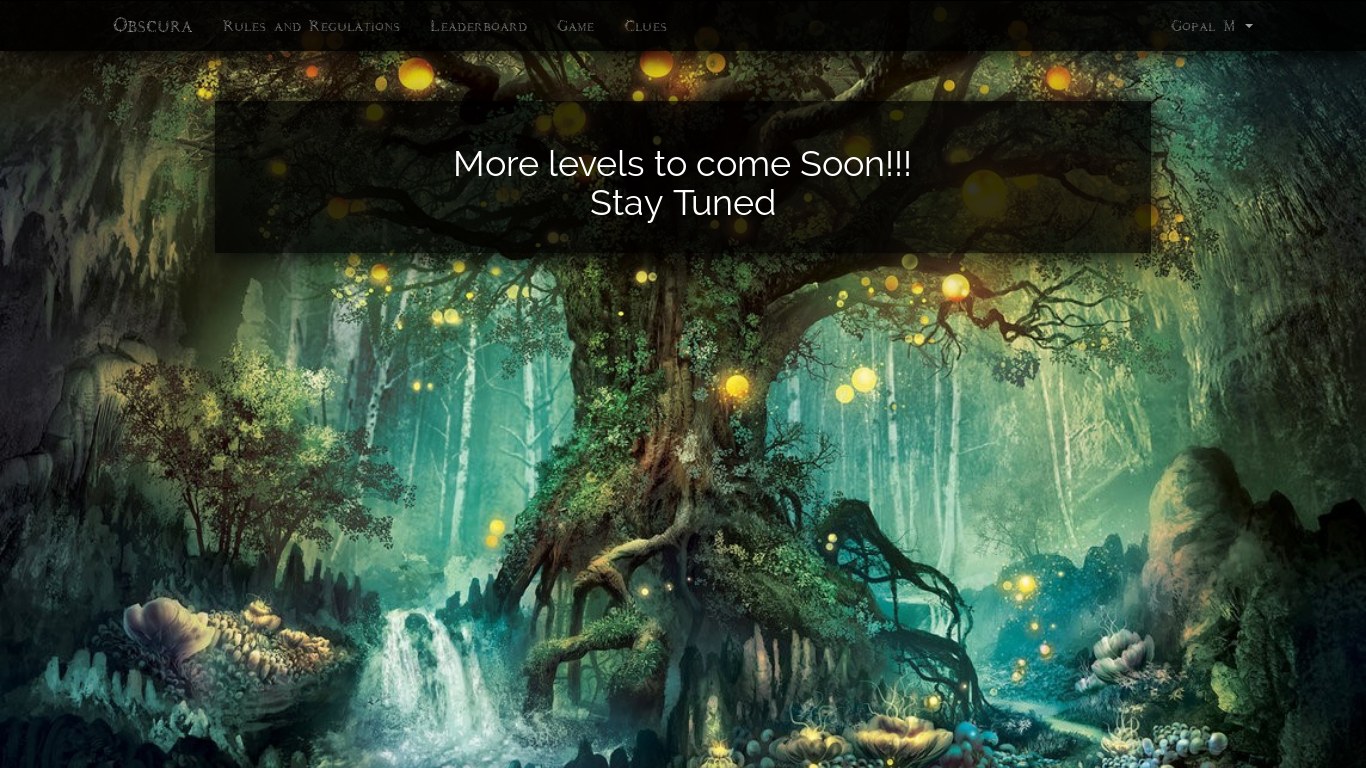 Obscura Rules and Regulations Leaderboard Game Clues Gopal M
More levels to come Soon!!!
Stay Tuned